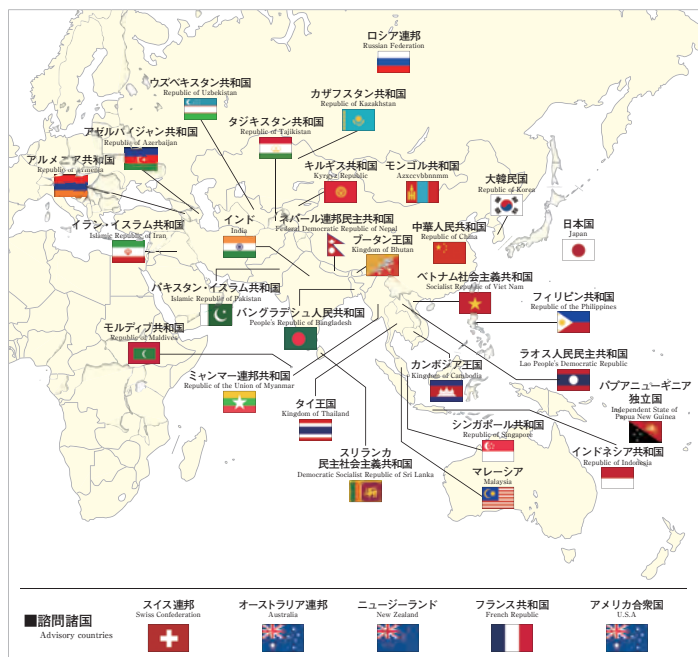 ロシア連邦
Russian Federation
ウズベキスタン共和国
Republic of Uzbekistan
カザフスタン共和国
Republic of Kazakhstan
タジキスタン共和国
Republic of Tajikistan
アゼルバイジャン共和国
Republic of Azerbaijan
アルメニア共和国
Republic of Armenia
キルギス共和国
Kyrgyz Republic
モンゴル共和国
Azxccvbbnnmm
大韓民国
Republic of Korea
イラン・イスラム共和国
Islamic Republic of Iran
インド
India
ネパール連邦民主共和国
Federal Democratic Republic of Nepal
ブータン王国
Kingdom of Bhutan
中華人民共和国
Republic of China
日本国
Japan
パキスタン・イスラム共和国
Islamic Republic of Pakistan
バングラデシュ人民共和国
People's Republic of Bangladesh
ベトナム社会主義共和国
Socialist Republic of Viet Nam
フィリピン共和国
Republic of the Philippines
モルディブ共和国
Republic of Maldives
ミャンマー連邦共和国
Republic of the Union of Myanmar
カンボジア王国
Kingdom of Cambodia
ラオス人民民主共和国
Lao People's Democratic Republic
タイ王国
Kingdom of Thailand
パプアニューギニア
独立国
Independent State of
Papua New Guinea
シンガポール共和国
Republic of Singapore
スリランカ
民主社会主義共和国
Democratic Socialist Republic of Sri Lanka
マレーシア
Malaysia
インドネシア共和国
Republic of Indonesia
■諮問諸国
Advisory countries
スイス連邦
Swiss Confederation
オーストラリア連邦
Australia
ニュージーランド
New Zealand
フランス共和国
French Republic
アメリカ合衆国
U.S.A